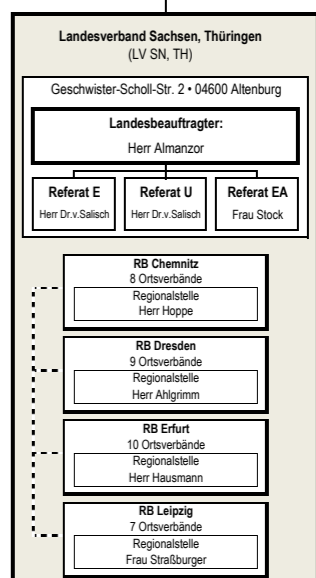 Landesverband Sachsen, Thüringen
(LV SN, TH)
Geschwister-Scholl-Str. 2 • 04600 Altenburg
Landesbeauftragter:
Herr Almanzor
Referat E
Herr Dr.v.Salisch
Referat U
Herr Dr.v.Salisch
Referat EA
Frau Stock
RB Chemnitz
8 Ortsverbände
Regionalstelle
Herr Hoppe
RB Dresden
9 Ortsverbände
Regionalstelle
Herr Ahlgrimm
RB Erfurt
10 Ortsverbände
Regionalstelle
Herr Hausmann
RB Leipzig
7 Ortsverbände
Regionalstelle
Frau Straßburger